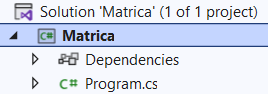 Solution 'Matrica' (1 of 1 project)
C# Matrica
Dependencies
C# Program.cs